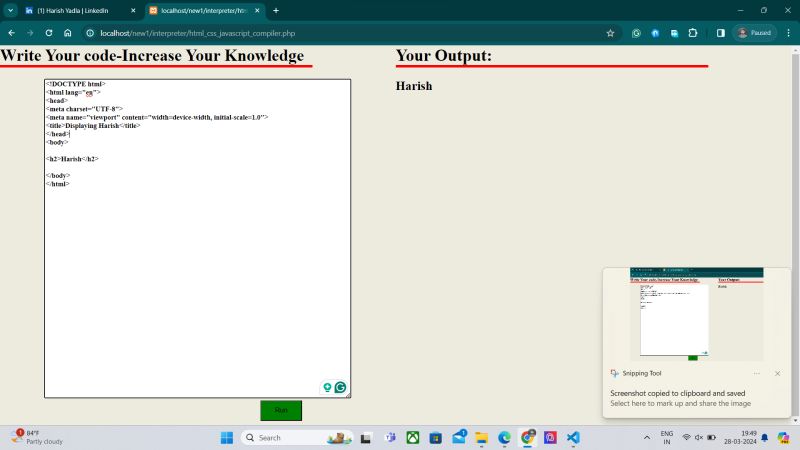 (1) Harish Yadla | LinkedIn
localhost/new1/interpreter/htm
localhost/new1/interpreter/html_css_javascript_compiler.php
Paused
Write Your code-Increase Your Knowledge
Your Output:
<!DOCTYPE html>
<html lang="en">
<head>
<meta charset="UTF-8">
<meta name="viewport" content="width=device-width, initial-scale=1.0">
<title>Displaying Harish</title>
</head>
<body>
<h2>Harish</h2>
</body>
</html>
Harish
Run
Snipping Tool
Screenshot copied to clipboard and saved
Select here to mark up and share the image
84°F
Partly cloudy
Search
ENG
IN
19:49
28-03-2024